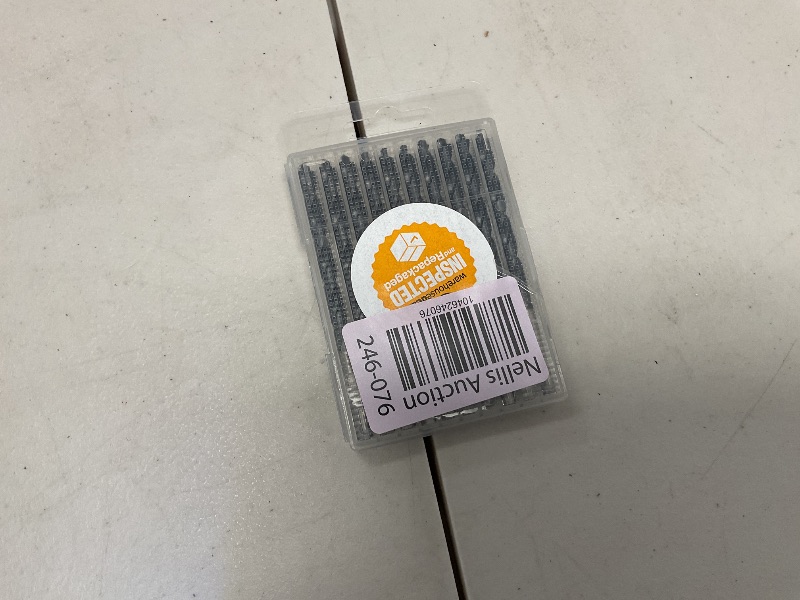 INSPECTED
and Repackaged
Nellis Auction
1046246076
246-076